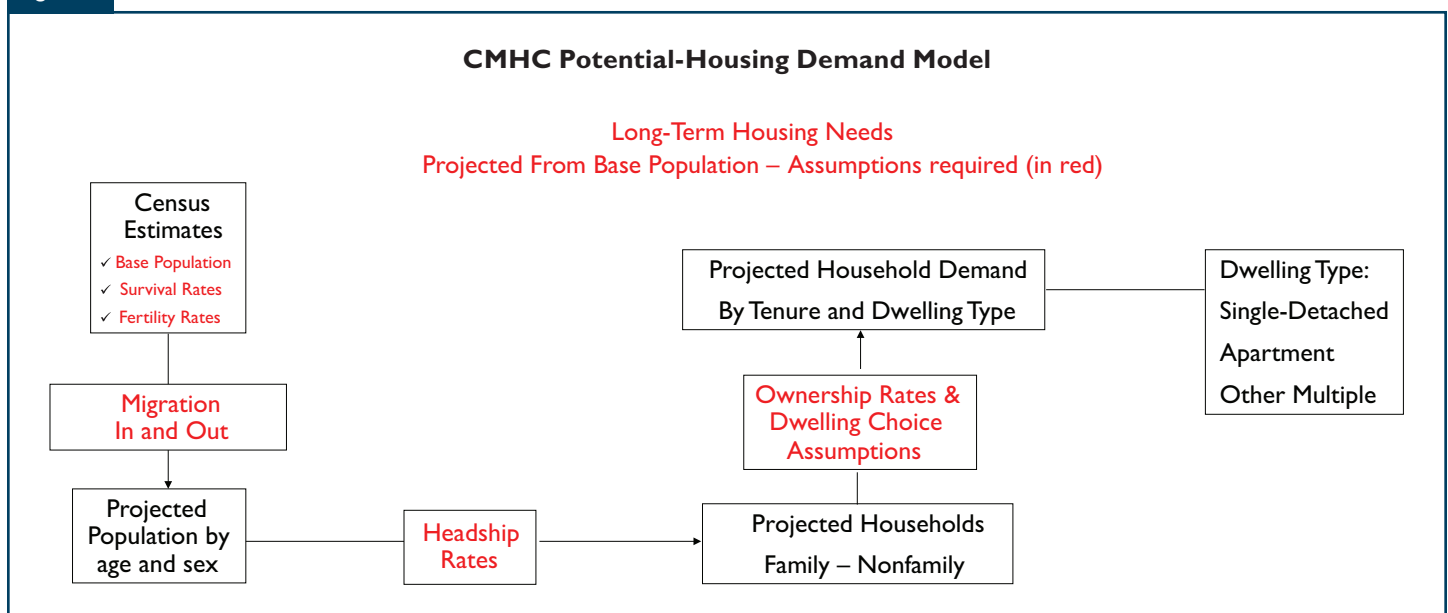 CMHC Potential-Housing Demand Model
Long-Term Housing Needs
Projected From Base Population – Assumptions required (in red)
Census
Estimates
✓ Base Population
✓ Survival Rates
✓ Fertility Rates
Migration
In and Out
Projected
Population by
age and sex
Headship
Rates
Projected Households
Family – Nonfamily
Ownership Rates &
Dwelling Choice
Assumptions
Projected Household Demand
By Tenure and Dwelling Type
Dwelling Type:
Single-Detached
Apartment
Other Multiple